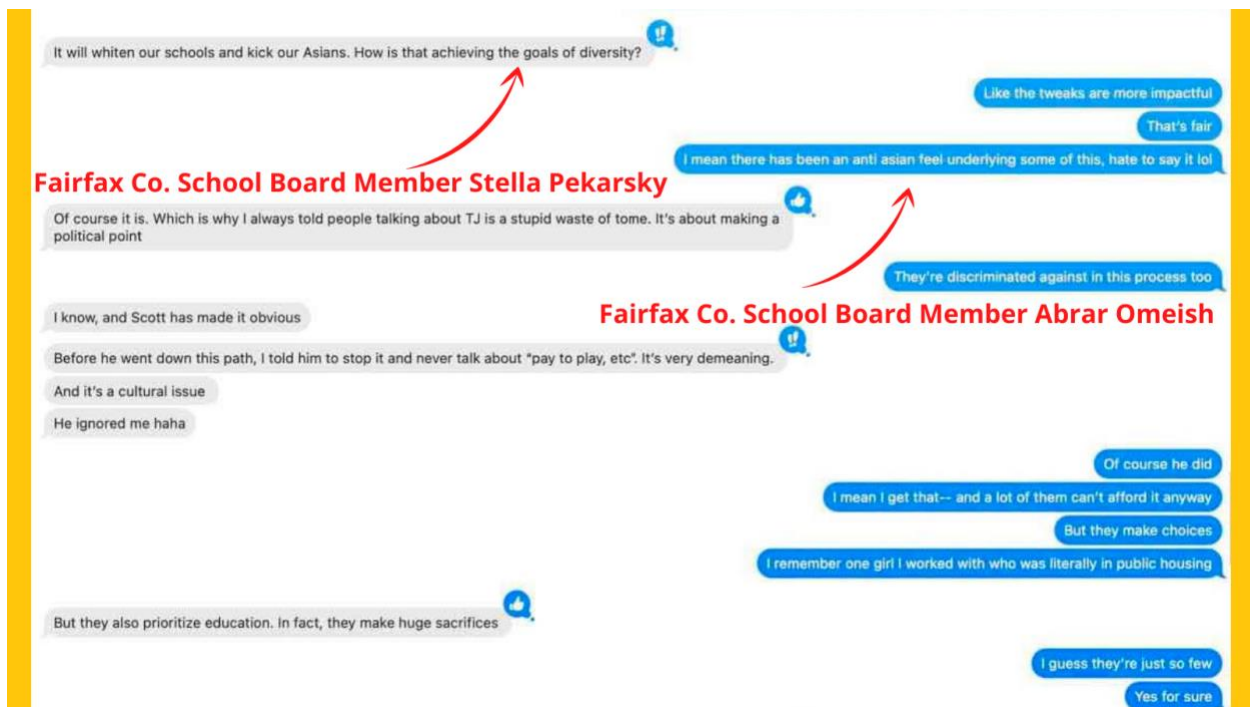 It will whiten our schools and kick our Asians. How is that achieving the goals of diversity?
Like the tweaks are more impactful
That's fair
I mean there has been an anti asian feel underlying some of this, hate to say it lol
Fairfax Co. School Board Member Stella Pekarsky
Of course it is. Which is why I always told people talking about TJ is a stupid waste of tome. It's about making a
political point
They're discriminated against in this process too
I know, and Scott has made it obvious
Fairfax Co. School Board Member Abrar Omeish
Before he went down this path, I told him to stop it and never talk about "pay to play, etc". It's very demeaning.
And it's a cultural issue
He ignored me haha
Of course he did
I mean I get that-- and a lot of them can't afford it anyway
But they make choices
I remember one girl I worked with who was literally in public housing
But they also prioritize education. In fact, they make huge sacrifices
I guess they're just so few
Yes for sure